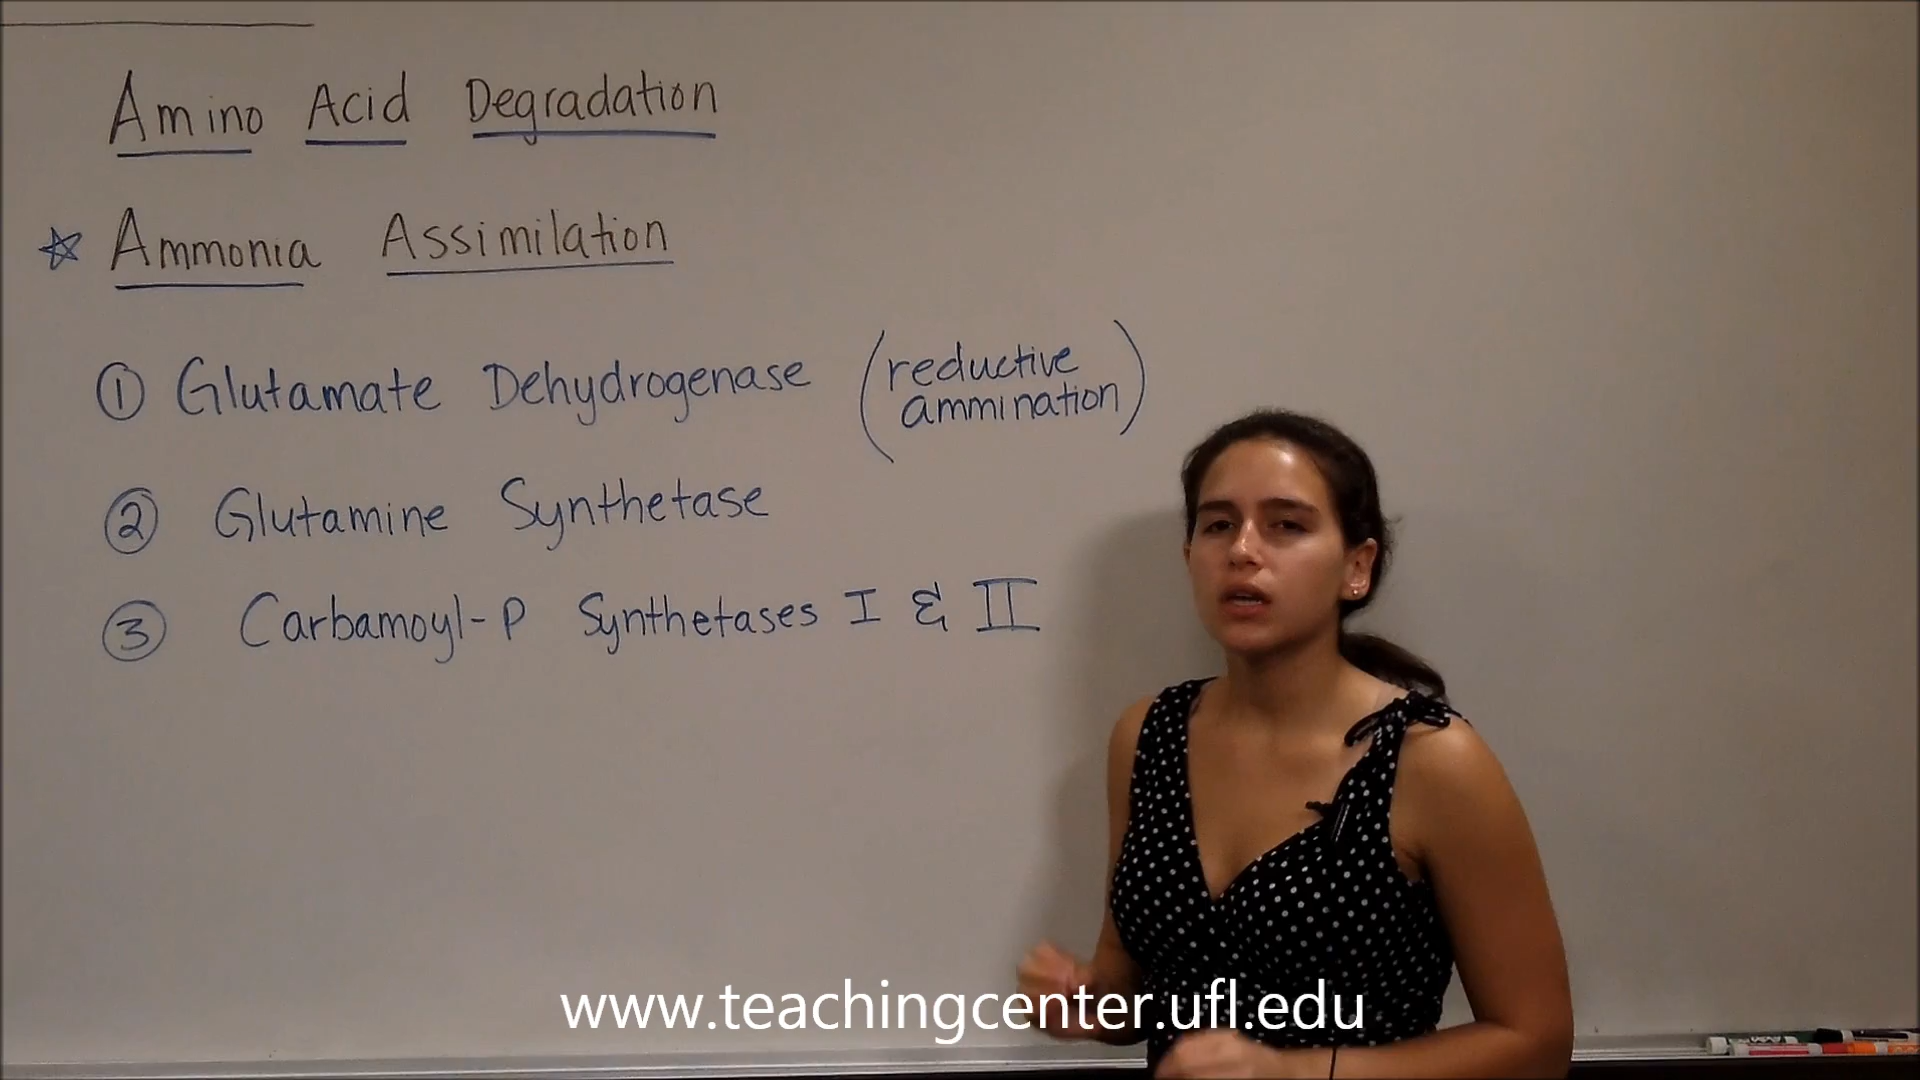 Amino Acid Degradation
☆ Ammonia Assimilation
① Glutamate Dehydrogenase (reductive
ammination)
② Glutamine Synthetase
③ Carbamoyl-P Synthetases I & II
www.teachingcenter.ufl.edu